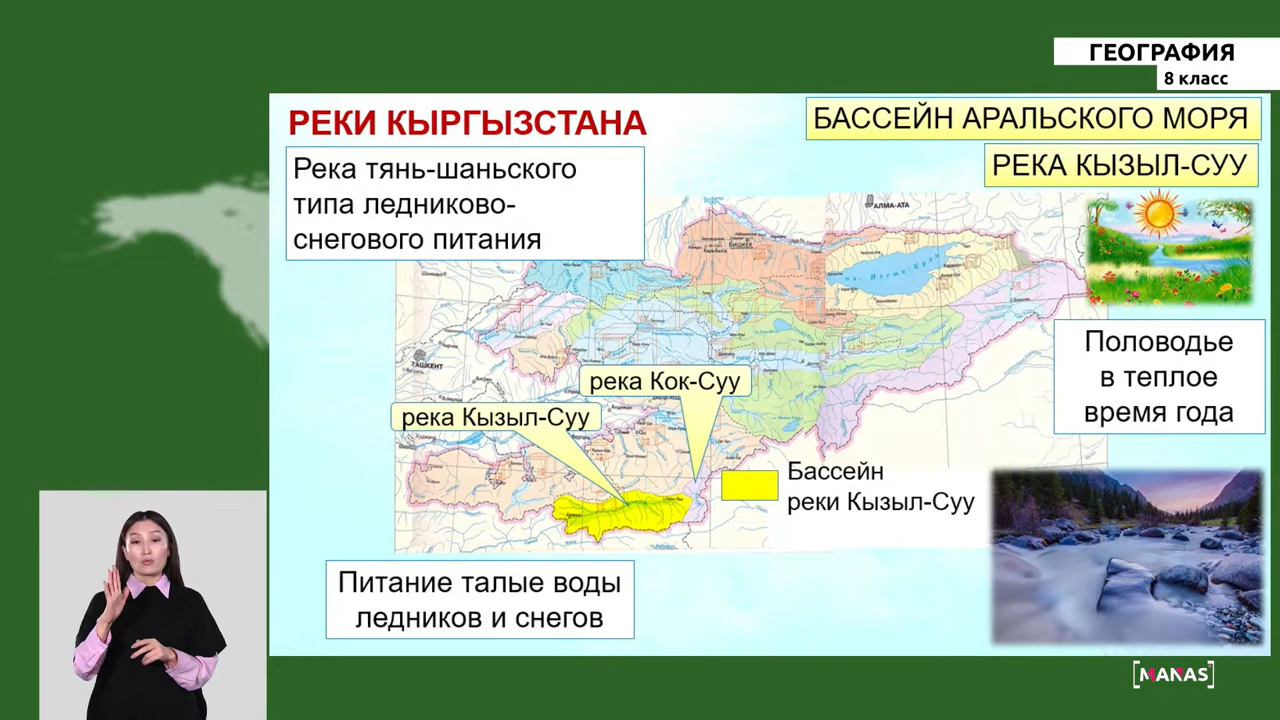 ГЕОГРАФИЯ
8 класс
РЕКИ КЫРГЫЗСТАНА
БАССЕЙН АРАЛЬСКОГО МОРЯ
РЕКА КЫЗЫЛ-СУУ
Река тянь-шаньского
типа ледниково-
снегового питания
АЛМА-АТА
БИШКЕК
ТАШКЕНТ
Половодье
в теплое
время года
река Кок-Суу
река Кызыл-Суу
Бассейн
реки Кызыл-Суу
Питание талые воды
ледников и снегов
[MANAS]